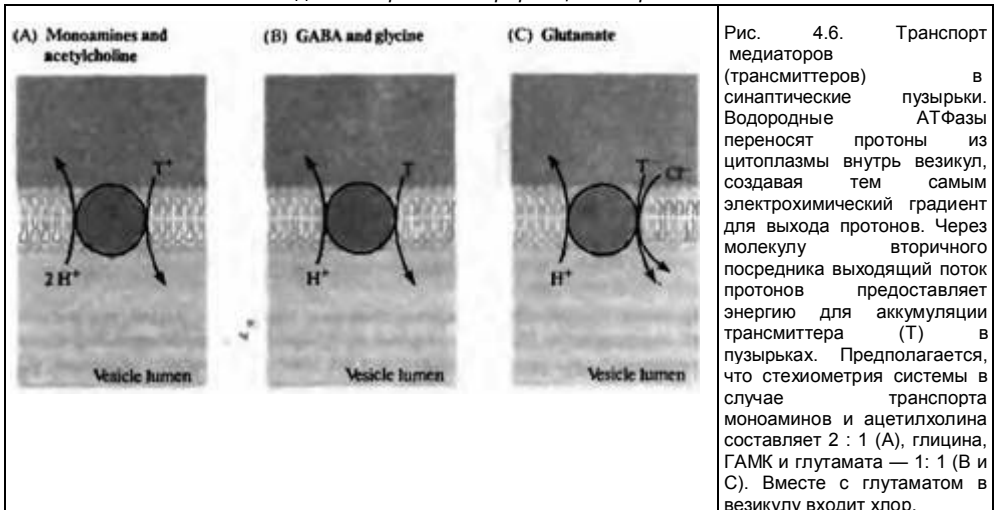 (A) Monoamines and
acetylcholine
T⁺
2 H⁺
Vesicle lumen
(B) GABA and glycine
T
H⁺
Vesicle lumen
(C) Glutamate
T⁻
Cl⁻
H⁺
Vesicle lumen
Рис. 4.6. Транспорт
медиаторов
(трансмиттеров) в
синаптические пузырьки.
Водородные АТФазы
переносят протоны из
цитоплазмы внутрь везикул,
создавая тем самым
электрохимический градиент
для выхода протонов. Через
молекулу вторичного
посредника выходящий поток
протонов предоставляет
энергию для аккумуляции
трансмиттера (Т) в
пузырьках. Предполагается,
что стехиометрия системы в
случае транспорта
моноаминов и ацетилхолина
составляет 2 : 1 (А), глицина,
ГАМК и глутамата — 1: 1 (В и
С). Вместе с глутаматом в
везикулу входит хлор.